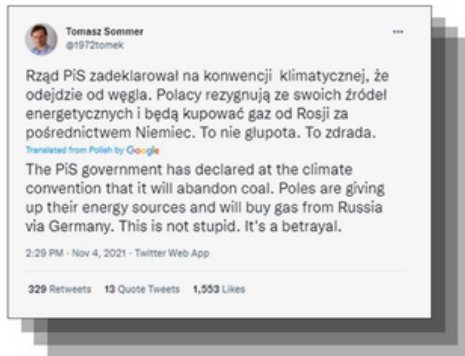 Tomasz Sommer
@1972tomek
Rząd PiS zadeklarował na konwencji klimatycznej, że
odejdzie od węgla. Polacy rezygnują ze swoich źródeł
energetycznych i będą kupować gaz od Rosji za
pośrednictwem Niemiec. To nie głupota. To zdrada.
Translated from Polish by Google
The PiS government has declared at the climate
convention that it will abandon coal. Poles are giving
up their energy sources and will buy gas from Russia
via Germany. This is not stupid. It's a betrayal.
2:29 PM · Nov 4, 2021 · Twitter Web App
329 Retweets 13 Quote Tweets 1,553 Likes